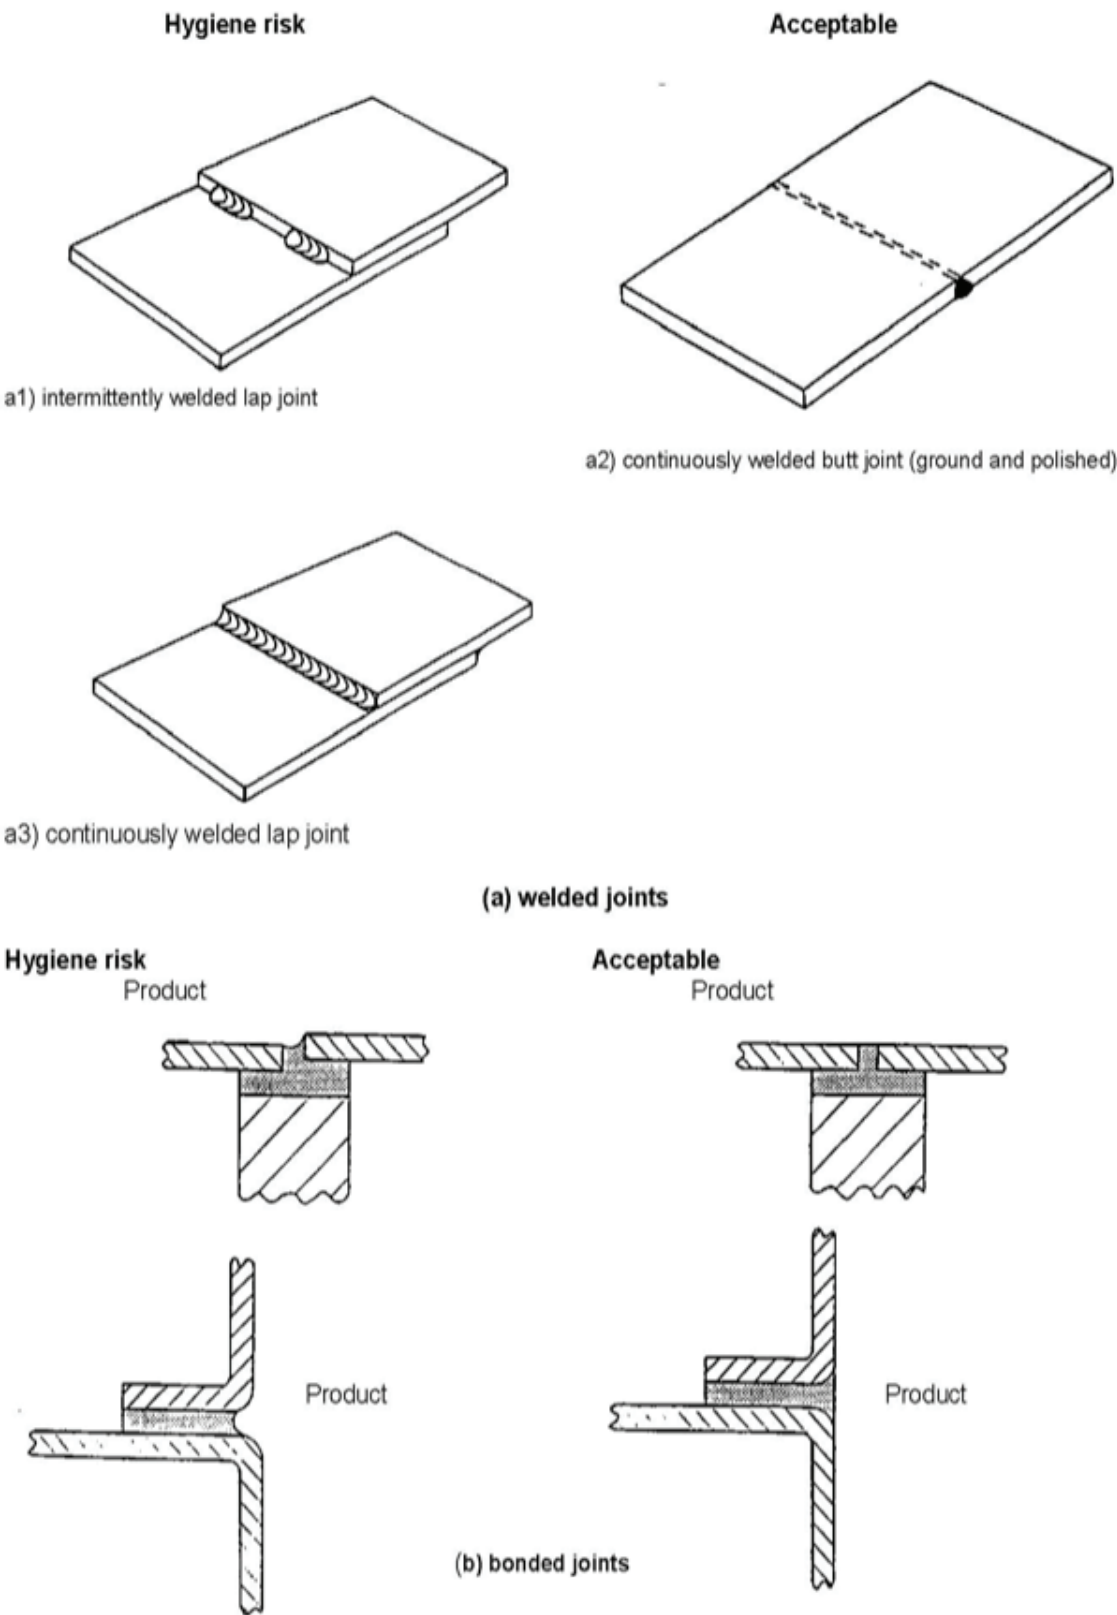 Hygiene risk
Acceptable
a1) intermittently welded lap joint
a2) continuously welded butt joint (ground and polished)
a3) continuously welded lap joint
(a) welded joints
Hygiene risk
Product
Acceptable
Product
Product
Product
(b) bonded joints